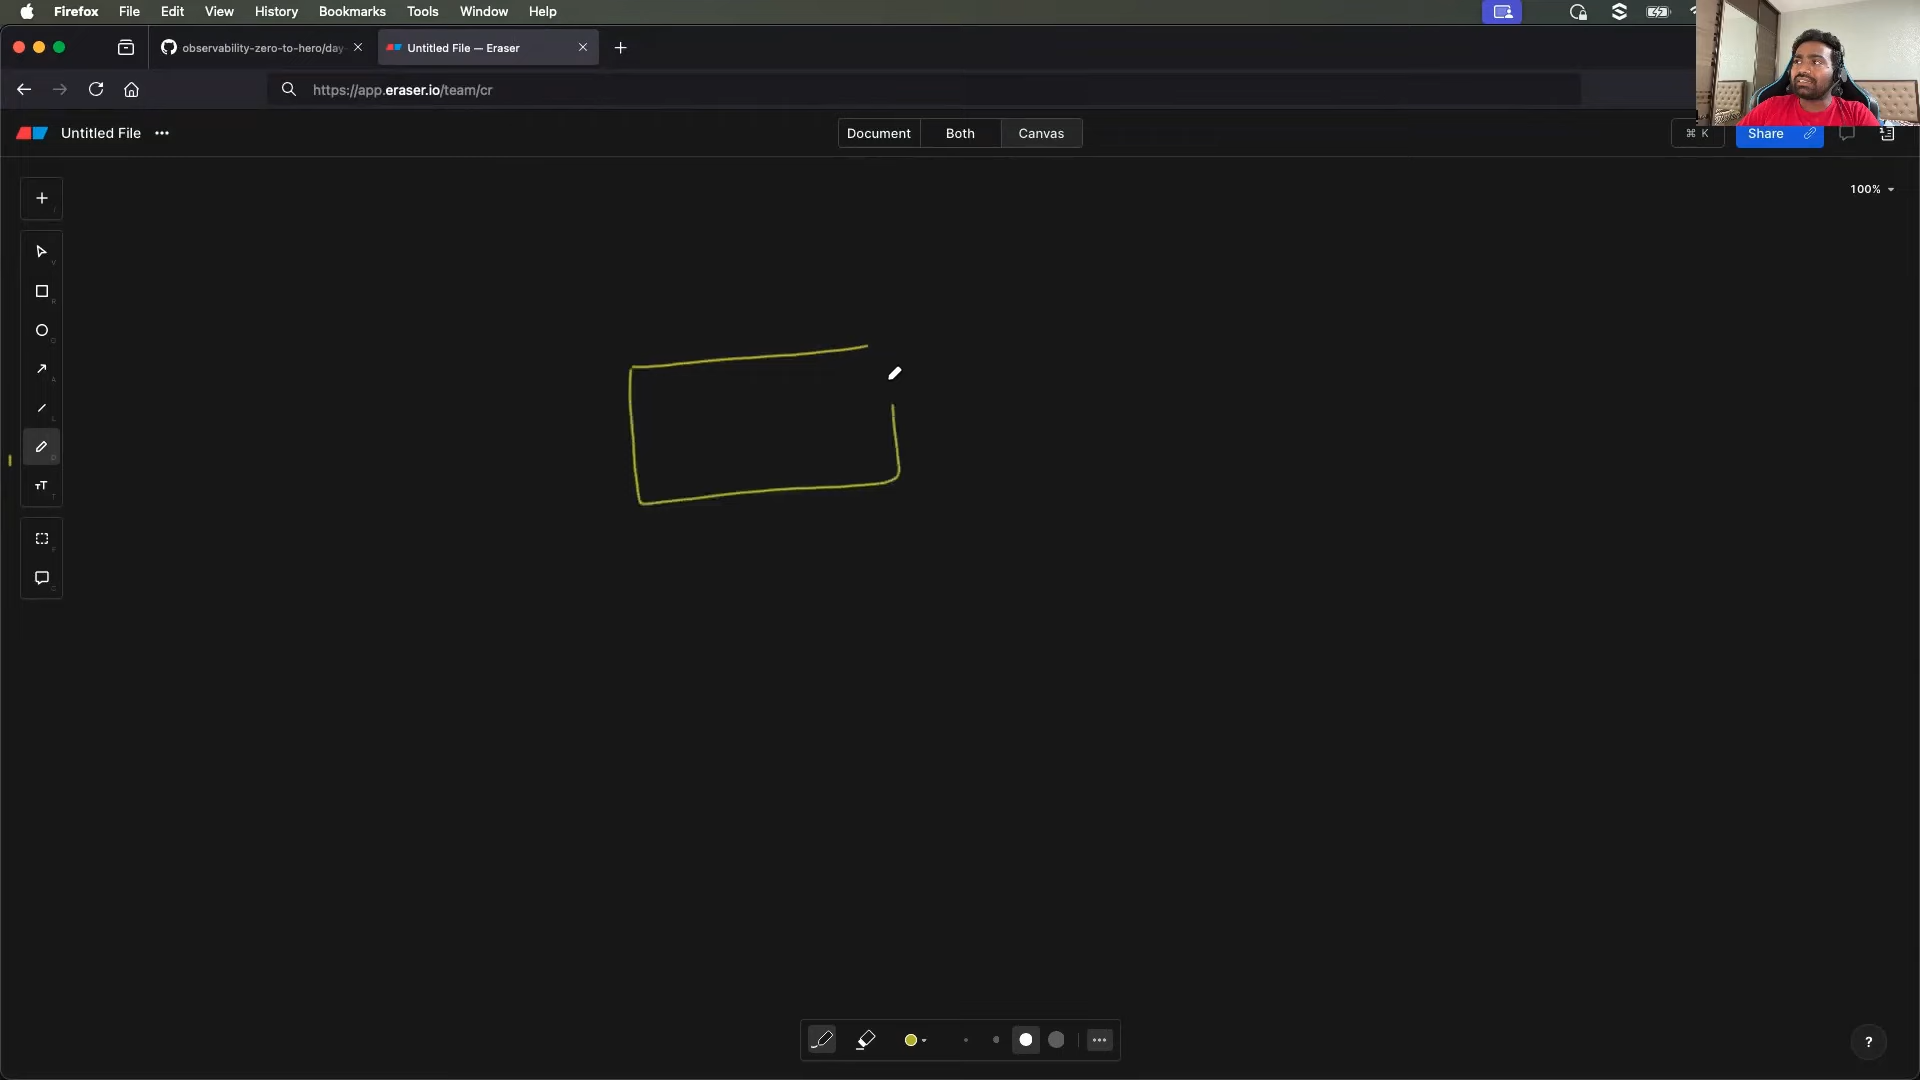 Firefox File Edit View History Bookmarks Tools Window Help
observability-zero-to-hero/day-
Untitled File — Eraser
https://app.eraser.io/team/cr
Untitled File
Document Both Canvas
⌘ K Share
100%
?